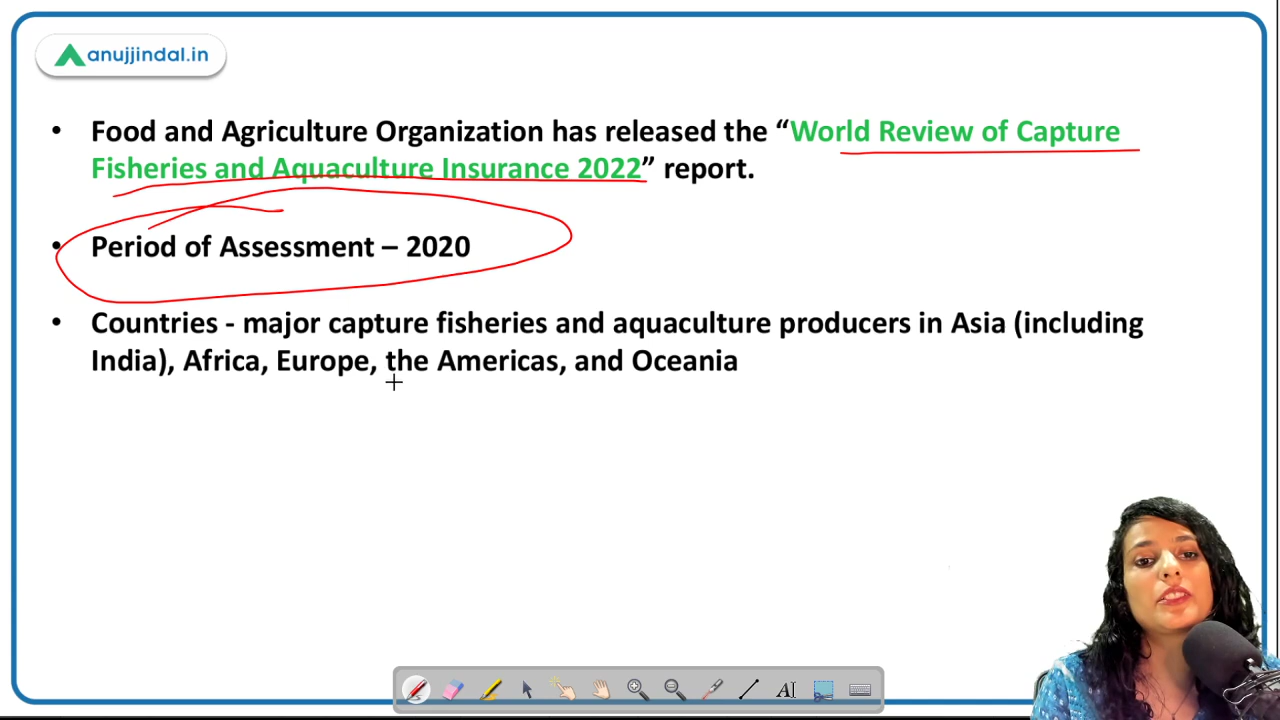 anujjindal.in
• Food and Agriculture Organization has released the “World Review of Capture
Fisheries and Aquaculture Insurance 2022” report.
• Period of Assessment – 2020
• Countries - major capture fisheries and aquaculture producers in Asia (including
India), Africa, Europe, the Americas, and Oceania
AI